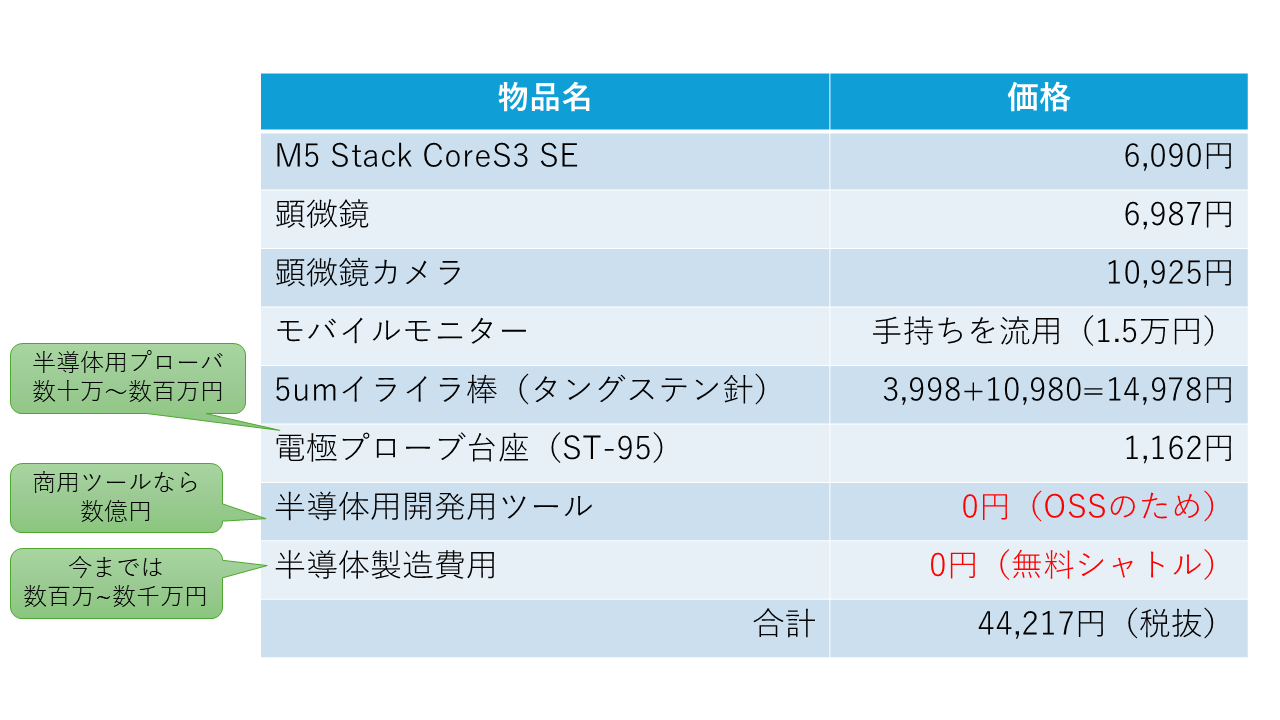 物品名 価格
M5 Stack CoreS3 SE 6,090円
顕微鏡 6,987円
顕微鏡カメラ 10,925円
モバイルモニター 手持ちを流用（1.5万円）
半導体用プローバ
数十万～数百万円
5umイライラ棒（タングステン針） 3,998+10,980=14,978円
電極プローブ台座（ST-95） 1,162円
商用ツールなら
数億円
半導体用開発用ツール 0円（OSSのため）
今までは
数百万~数千万円
半導体製造費用 0円（無料シャトル）
合計 44,217円（税抜）